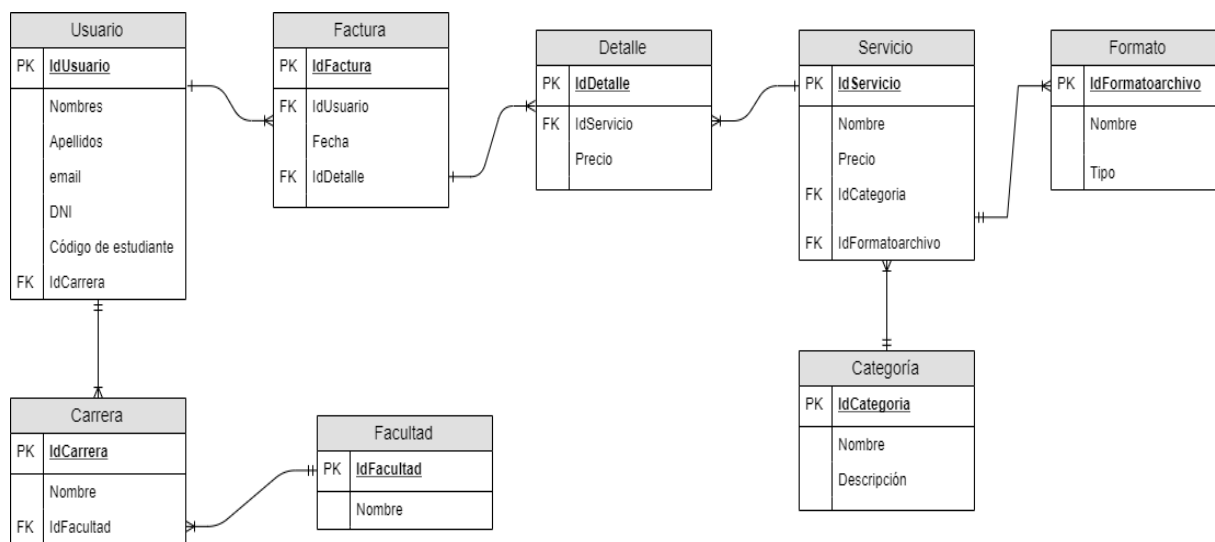 Usuario
PK IdUsuario
Nombres
Apellidos
email
DNI
Código de estudiante
FK IdCarrera
Factura
PK IdFactura
FK IdUsuario
Fecha
FK IdDetalle
Detalle
PK IdDetalle
FK IdServicio
Precio
Servicio
PK IdServicio
Nombre
Precio
FK IdCategoria
FK IdFormatoarchivo
Formato
PK IdFormatoarchivo
Nombre
Tipo
Carrera
PK IdCarrera
Nombre
FK IdFacultad
Facultad
PK IdFacultad
Nombre
Categoría
PK IdCategoria
Nombre
Descripción